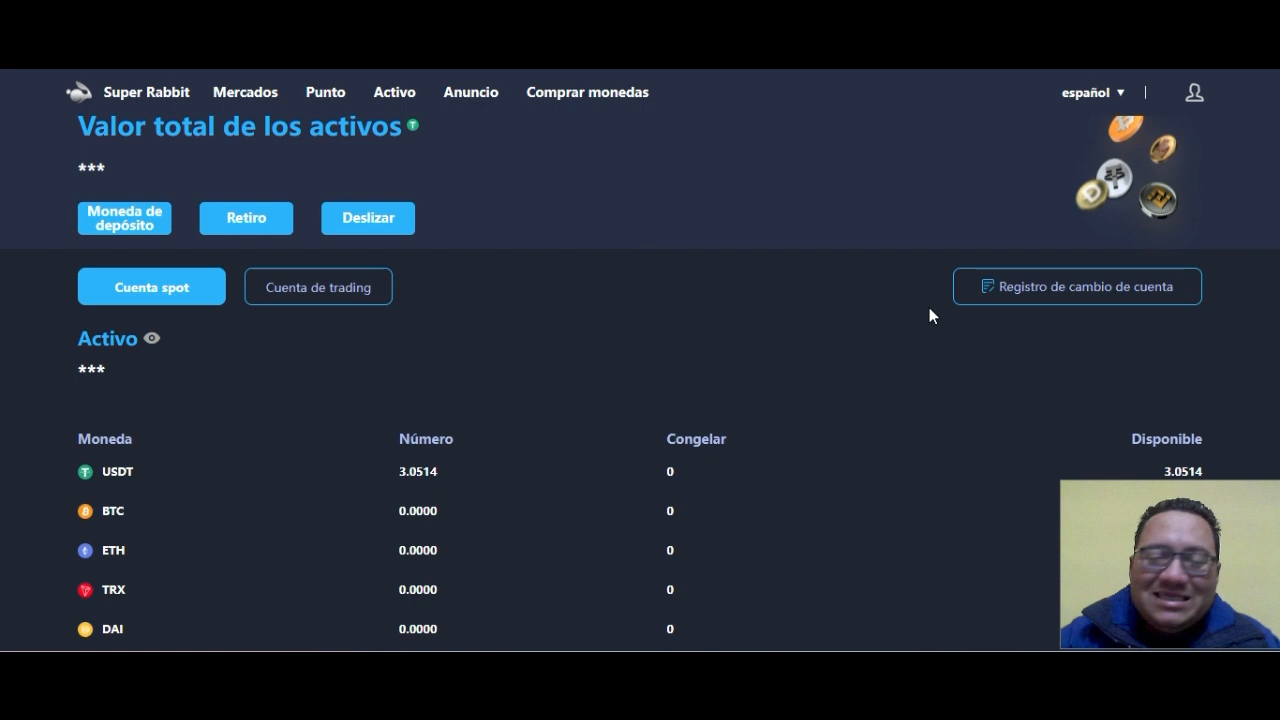 Super Rabbit Mercados Punto Activo Anuncio Comprar monedas español
Valor total de los activos
***
Moneda de
depósito
Retiro Deslizar
Cuenta spot Cuenta de trading Registro de cambio de cuenta
Activo
***
Moneda Número Congelar Disponible
USDT 3.0514 0 3.0514
BTC 0.0000 0
ETH 0.0000 0
TRX 0.0000 0
DAI 0.0000 0